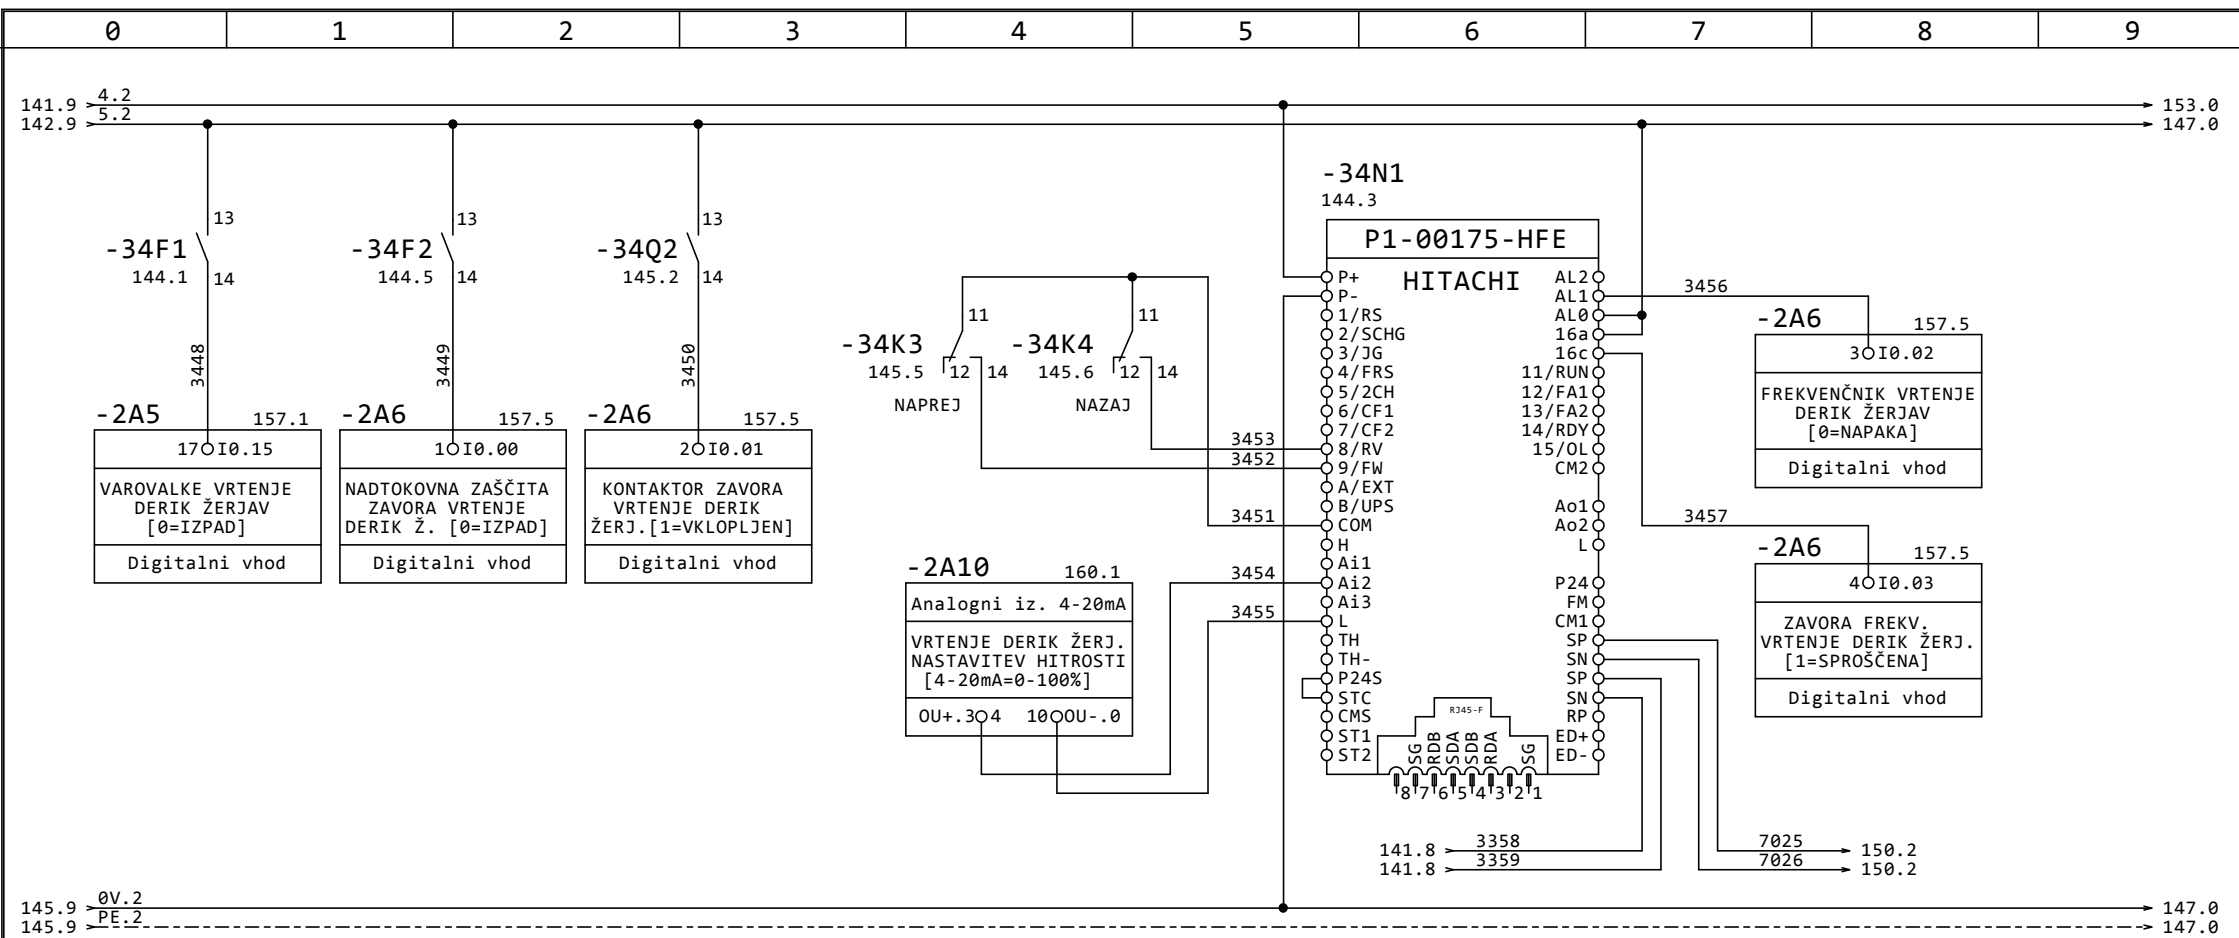 0 1 2 3 4 5 6 7 8 9
141.9 4.2 153.0
142.9 5.2 147.0
-34N1
144.3
P1-00175-HFE
HITACHI
-34F1
144.1
13
14
3448
-34F2
144.5
13
14
3449
-34Q2
145.2
13
14
3450
-2A5 157.1
17 I0.15
VAROVALKE VRTENJE
DERIK ŽERJAV
[0=IZPAD]
Digitalni vhod
-2A6 157.5
1 I0.00
NADTOKOVNA ZAŠČITA
ZAVORA VRTENJE
DERIK Ž. [0=IZPAD]
Digitalni vhod
-2A6 157.5
2 I0.01
KONTAKTOR ZAVORA
VRTENJE DERIK
ŽERJ.[1=VKLOPLJEN]
Digitalni vhod
-34K3
145.5
11
12 14
NAPREJ
-34K4
145.6
11
12 14
NAZAJ
3453
3452
3451
3454
3455
-2A10 160.1
Analogni iz. 4-20mA
VRTENJE DERIK ŽERJ.
NASTAVITEV HITROSTI
[4-20mA=0-100%]
OU+.3 4 10 OU-.0
P+
P-
1/RS
2/SCHG
3/JG
4/FRS
5/2CH
6/CF1
7/CF2
8/RV
9/FW
A/EXT
B/UPS
COM
H
Ai1
Ai2
Ai3
L
TH
TH-
P24S
STC
CMS
ST1
ST2
AL2
AL1
AL0
16a
16c
11/RUN
12/FA1
13/FA2
14/RDY
15/OL
CM2
Ao1
Ao2
L
P24
FM
CM1
SP
SN
SP
SN
RP
ED+
ED-
RJ45-F
SG RDB SDA SDB RDA SG
8 7 6 5 4 3 2 1
3456
-2A6 157.5
3 I0.02
FREKVENČNIK VRTENJE
DERIK ŽERJAV
[0=NAPAKA]
Digitalni vhod
3457
-2A6 157.5
4 I0.03
ZAVORA FREKV.
VRTENJE DERIK ŽERJ.
[1=SPROŠČENA]
Digitalni vhod
141.8 3358
141.8 3359
7025 150.2
7026 150.2
145.9 0V.2 147.0
145.9 PE.2 147.0